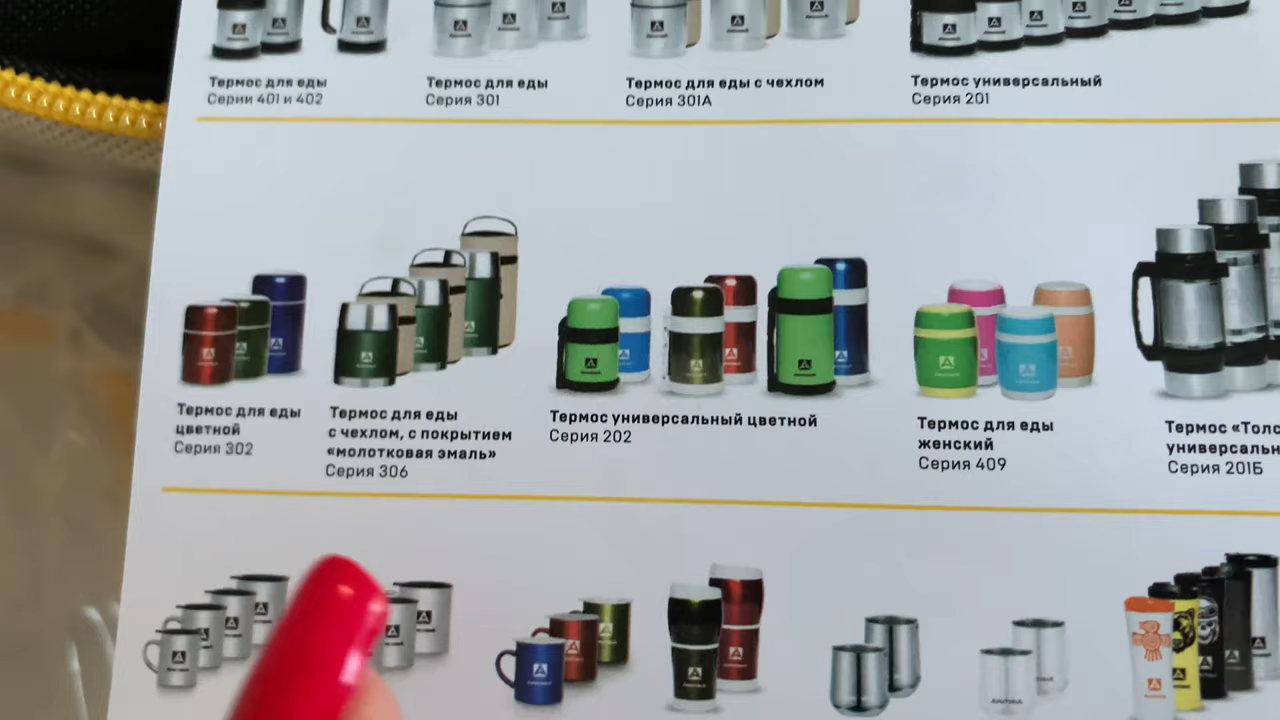 Термос для еды
Серии 401 и 402
Термос для еды
Серия 301
Термос для еды с чехлом
Серия 301А
Термос универсальный
Серия 201
Термос для еды
цветной
Серия 302
Термос для еды
с чехлом, с покрытием
«молотковая эмаль»
Серия 306
Термос универсальный цветной
Серия 202
Термос для еды
женский
Серия 409
Термос «Толс
универсальн
Серия 201Б